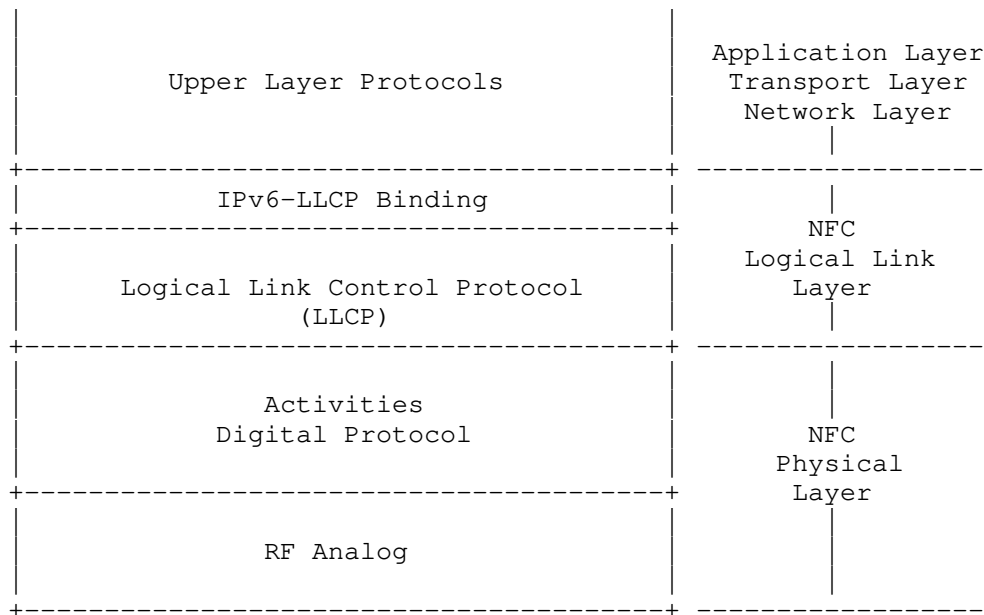 Application Layer
Upper Layer Protocols Transport Layer
Network Layer
IPv6-LLCP Binding
NFC
Logical Link
Logical Link Control Protocol Layer
(LLCP)
Activities
Digital Protocol NFC
Physical
Layer
RF Analog